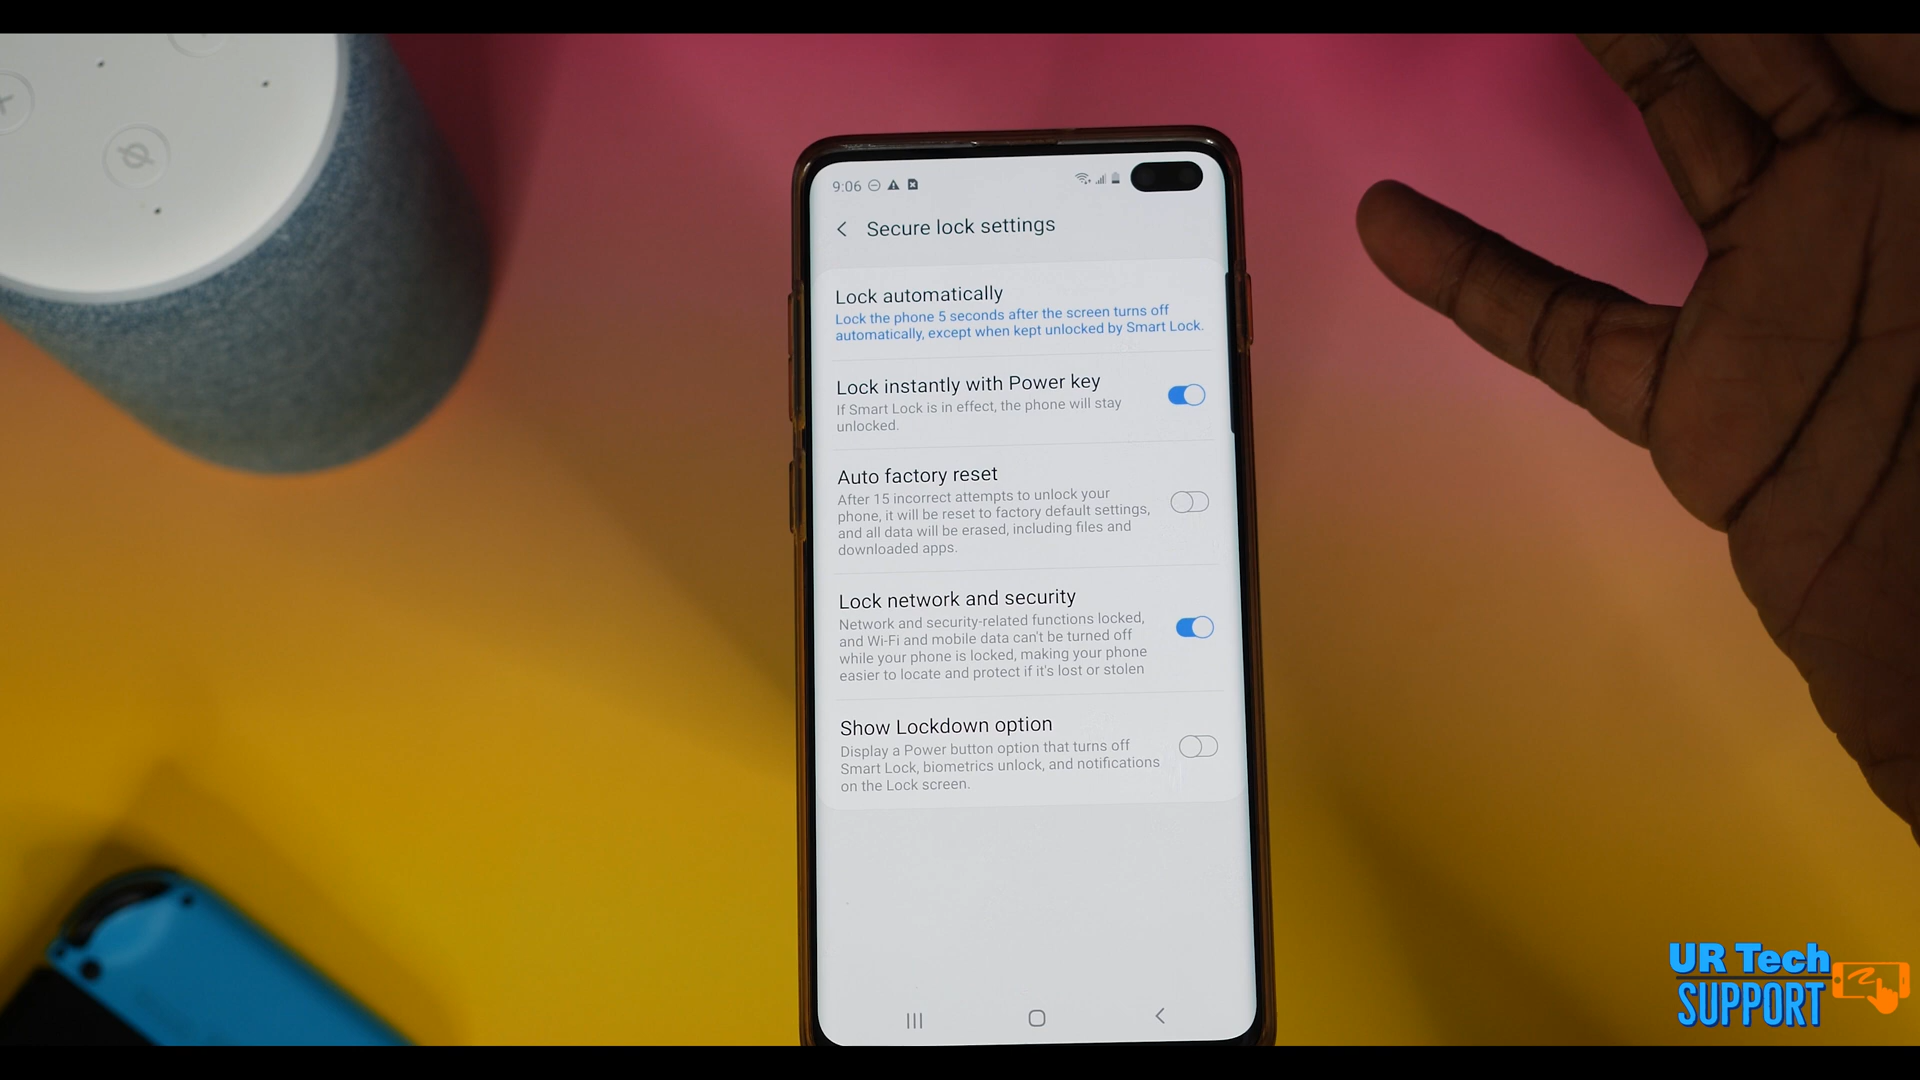 9:06
Secure lock settings
Lock automatically
Lock the phone 5 seconds after the screen turns off
automatically, except when kept unlocked by Smart Lock.
Lock instantly with Power key
If Smart Lock is in effect, the phone will stay
unlocked.
Auto factory reset
After 15 incorrect attempts to unlock your
phone, it will be reset to factory default settings,
and all data will be erased, including files and
downloaded apps.
Lock network and security
Network and security-related functions locked,
and Wi-Fi and mobile data can't be turned off
while your phone is locked, making your phone
easier to locate and protect if it's lost or stolen
Show Lockdown option
Display a Power button option that turns off
Smart Lock, biometrics unlock, and notifications
on the Lock screen.
UR Tech
SUPPORT